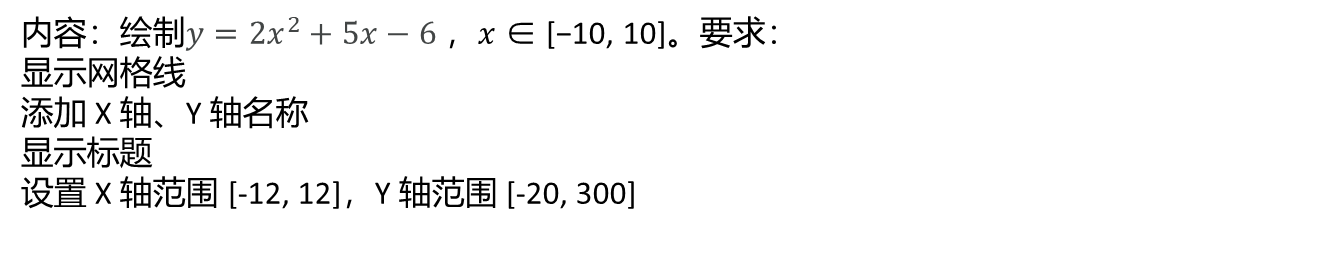 内容：绘制y = 2x² + 5x − 6 ，x ∈ [−10, 10]。要求：
显示网格线
添加 X 轴、Y 轴名称
显示标题
设置 X 轴范围 [-12, 12]，Y 轴范围 [-20, 300]